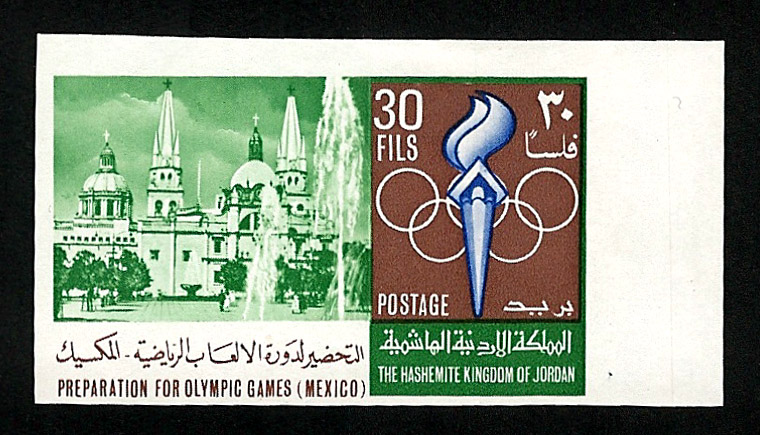 30
FILS
٣٠
فلسًا
POSTAGE
بريد
المملكة الاردنية الهاشمية
THE HASHEMITE KINGDOM OF JORDAN
التحضير لدورة الالعاب الرياضية - المكسيك
PREPARATION FOR OLYMPIC GAMES (MEXICO)